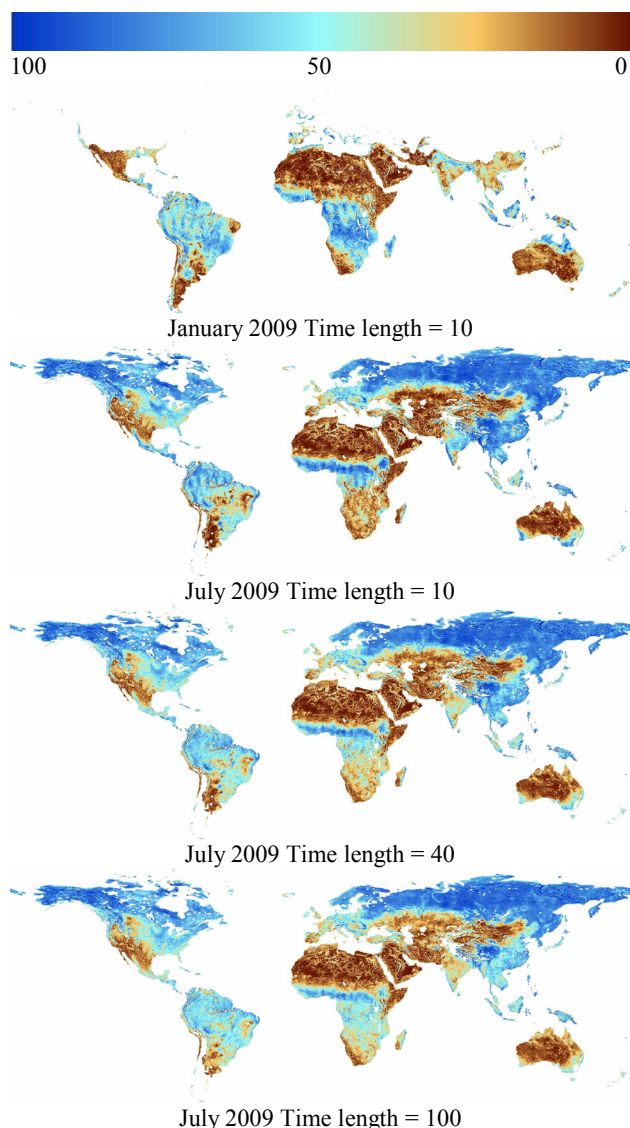 100 50 0
January 2009 Time length = 10
July 2009 Time length = 10
July 2009 Time length = 40
July 2009 Time length = 100